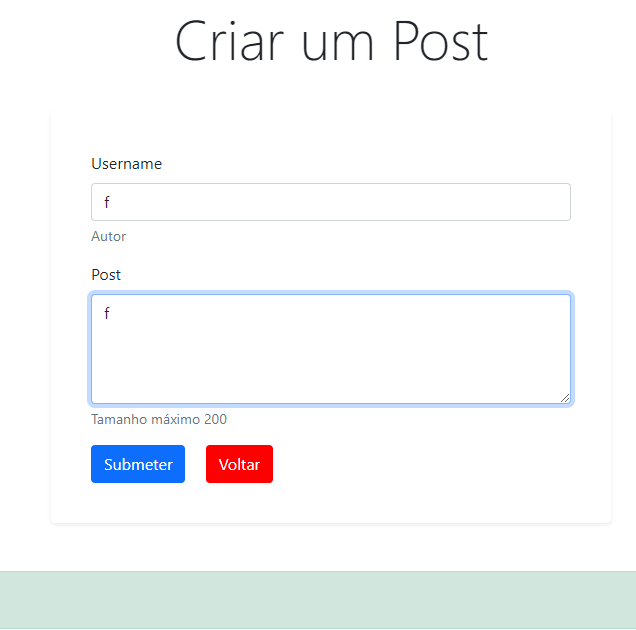 Criar um Post
Username
f
Autor
Post
f
Tamanho máximo 200
Submeter Voltar